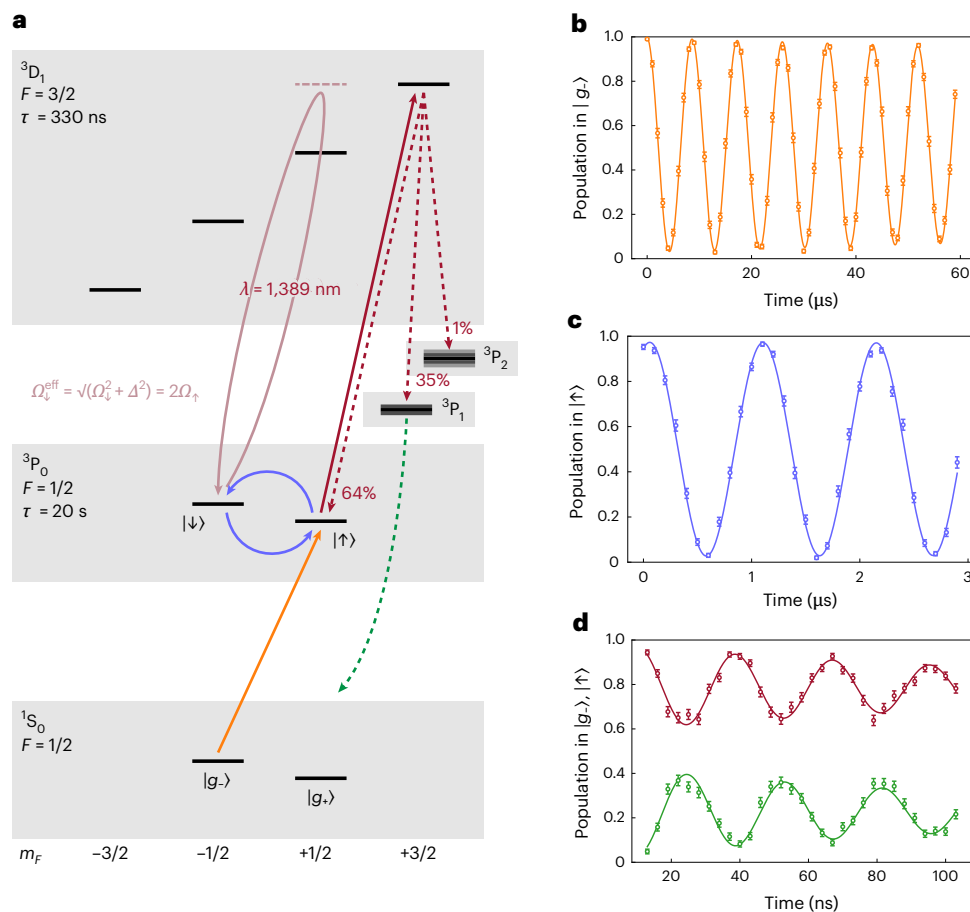 a
³D₁
F = 3/2
τ = 330 ns
λ = 1,389 nm
1%
³P₂
35%
³P₁
Ω↓^eff = √(Ω↓² + Δ²) = 2Ω↑
³P₀
F = 1/2
τ = 20 s
64%
|↓⟩
|↑⟩
¹S₀
F = 1/2
|g₋⟩
|g₊⟩
m_F
−3/2
−1/2
+1/2
+3/2
b
Population in |g₋⟩
1.0
0.8
0.6
0.4
0.2
0
0
20
40
60
Time (μs)
c
Population in |↑⟩
1.0
0.8
0.6
0.4
0.2
0
0
1
2
3
Time (μs)
d
Population in |g₋⟩, |↑⟩
1.0
0.8
0.6
0.4
0.2
0
20
40
60
80
100
Time (ns)